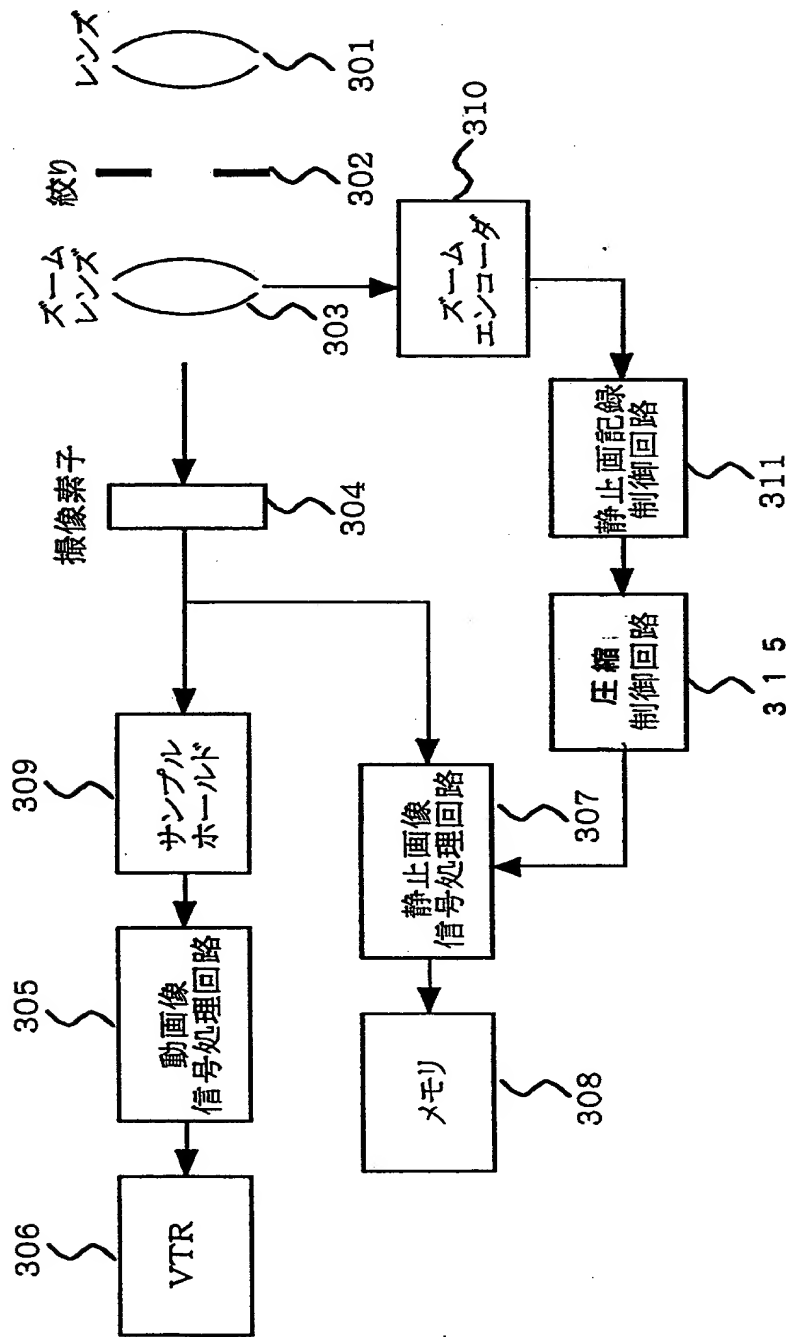 レンズ
301
絞り
302
ズーム
レンズ
303
撮像素子
304
ズーム
エンコーダ
310
静止画記録
制御回路
311
圧縮
制御回路
315
309
サンプル
ホールド
305
動画像
信号処理回路
306
VTR
静止画像
信号処理回路
307
メモリ
308